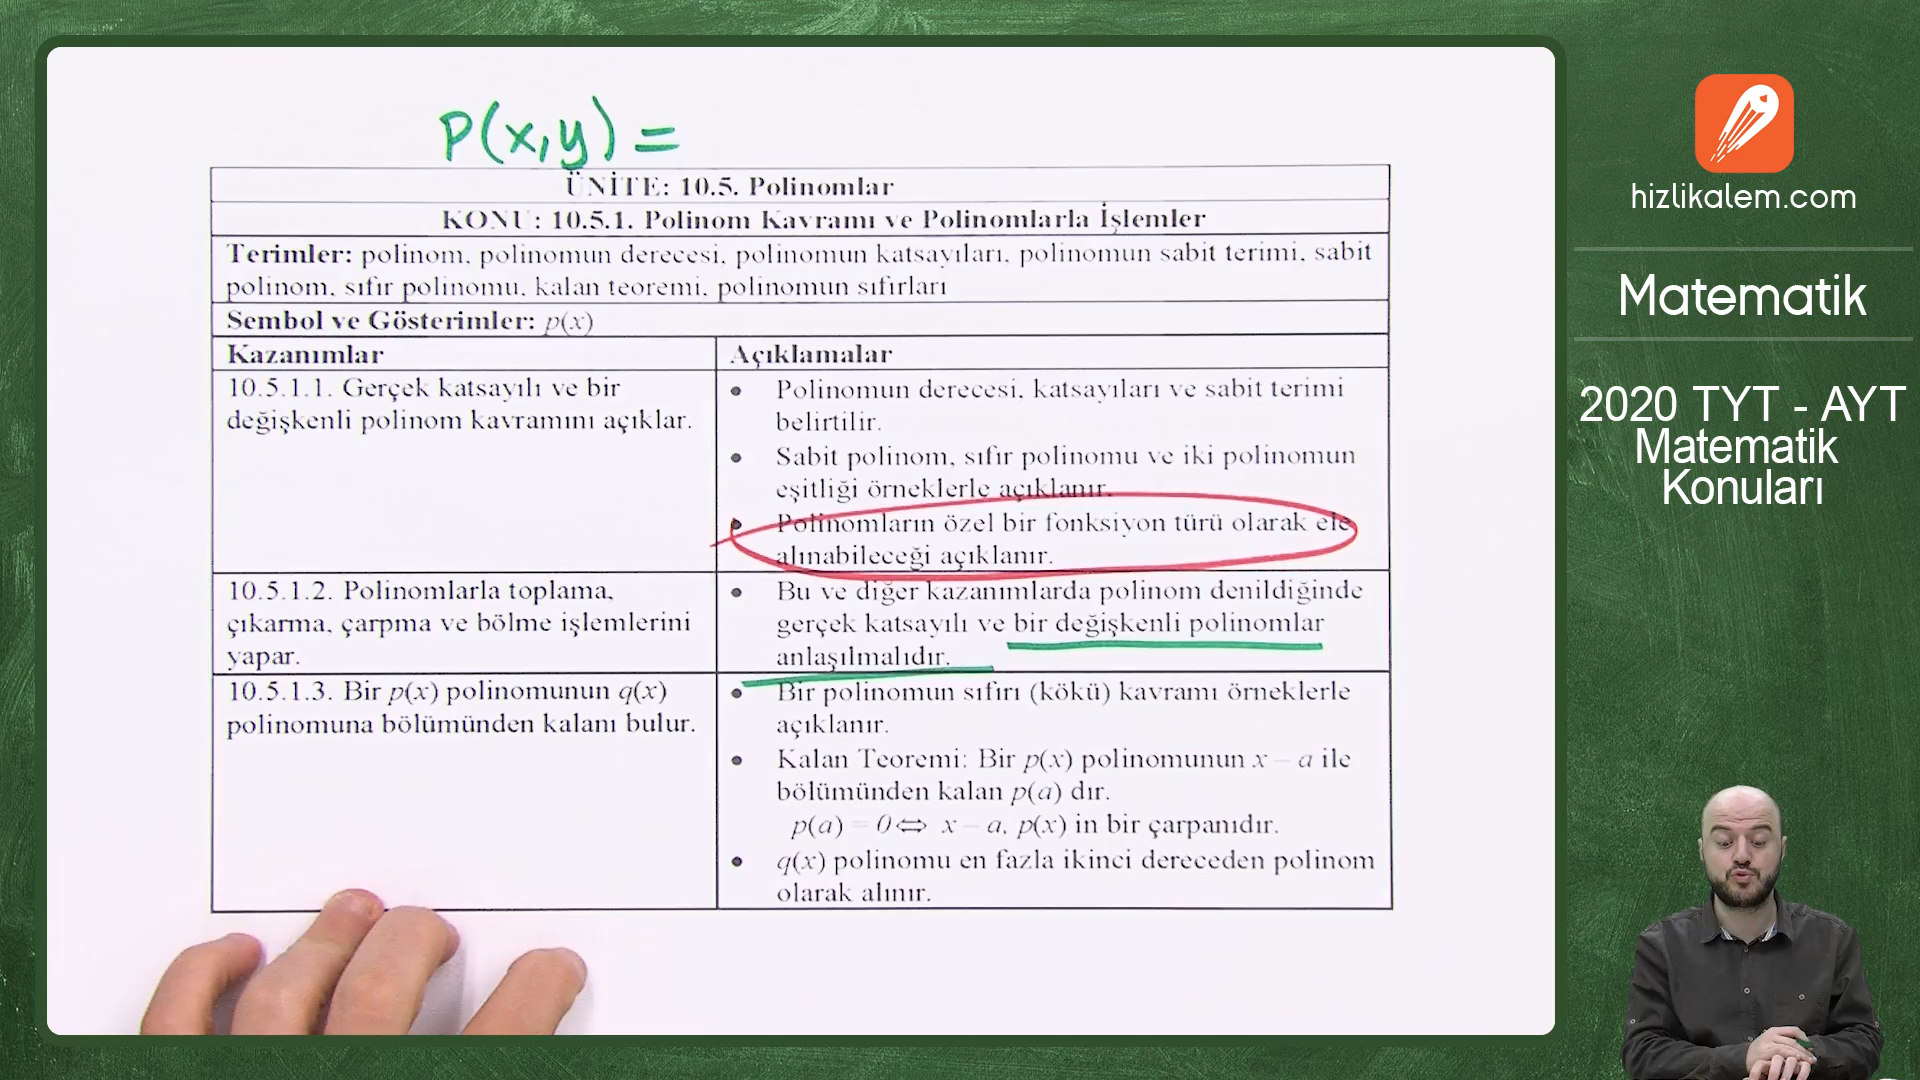 P(x,y) =
ÜNİTE: 10.5. Polinomlar
KONU: 10.5.1. Polinom Kavramı ve Polinomlarla İşlemler
Terimler: polinom, polinomun derecesi, polinomun katsayıları, polinomun sabit terimi, sabit
polinom, sıfır polinomu, kalan teoremi, polinomun sıfırları
Sembol ve Gösterimler: p(x)
Kazanımlar
Açıklamalar
10.5.1.1. Gerçek katsayılı ve bir
değişkenli polinom kavramını açıklar.
• Polinomun derecesi, katsayıları ve sabit terimi
belirtilir.
• Sabit polinom, sıfır polinomu ve iki polinomun
eşitliği örneklerle açıklanır.
• Polinomların özel bir fonksiyon türü olarak ele
alınabileceği açıklanır.
10.5.1.2. Polinomlarla toplama,
çıkarma, çarpma ve bölme işlemlerini
yapar.
• Bu ve diğer kazanımlarda polinom denildiğinde
gerçek katsayılı ve bir değişkenli polinomlar
anlaşılmalıdır.
10.5.1.3. Bir p(x) polinomunun q(x)
polinomuna bölümünden kalanı bulur.
• Bir polinomun sıfırı (kökü) kavramı örneklerle
açıklanır.
• Kalan Teoremi: Bir p(x) polinomunun x – a ile
bölümünden kalan p(a) dır.
p(a) = 0 ⇔ x – a, p(x) in bir çarpanıdır.
• q(x) polinomu en fazla ikinci dereceden polinom
olarak alınır.
hizlikalem.com
Matematik
2020 TYT - AYT
Matematik
Konuları